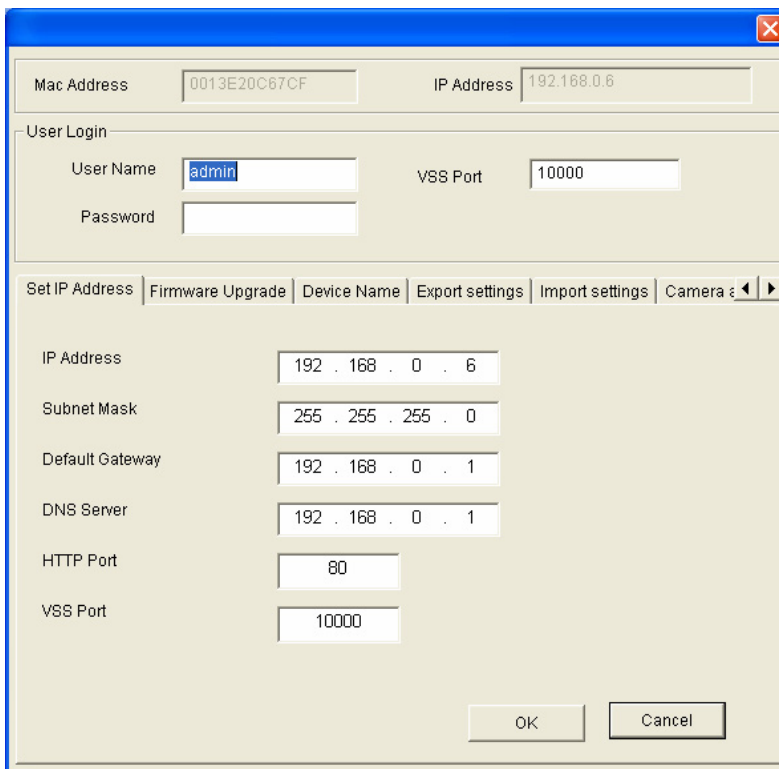 Mac Address 0013E20C67CF IP Address 192.168.0.6
User Login
User Name admin VSS Port 10000
Password
Set IP Address Firmware Upgrade Device Name Export settings Import settings Camera
IP Address 192 . 168 . 0 . 6
Subnet Mask 255 . 255 . 255 . 0
Default Gateway 192 . 168 . 0 . 1
DNS Server 192 . 168 . 0 . 1
HTTP Port 80
VSS Port 10000
OK Cancel